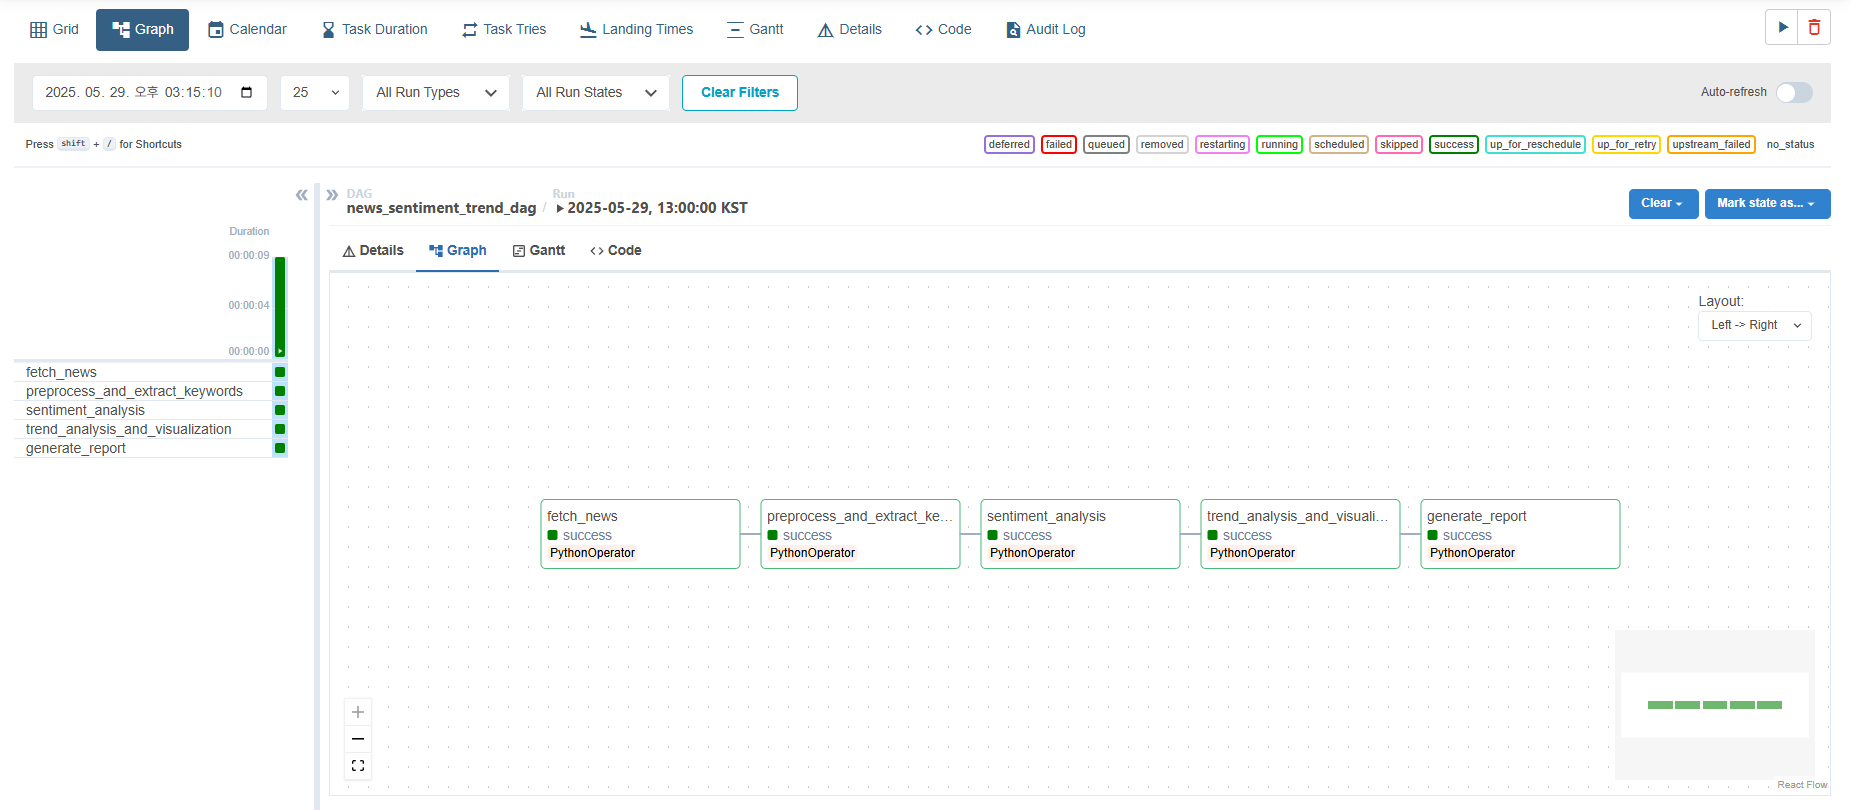 Grid Graph Calendar Task Duration Task Tries Landing Times Gantt Details Code Audit Log
2025. 05. 29. 오후 03:15:10 25 All Run Types All Run States Clear Filters Auto-refresh
Press shift + / for Shortcuts deferred failed queued removed restarting running scheduled skipped success up_for_reschedule up_for_retry upstream_failed no_status
DAG Run
news_sentiment_trend_dag / 2025-05-29, 13:00:00 KST Clear Mark state as...
Duration
00:00:09
00:00:04
00:00:00
fetch_news
preprocess_and_extract_keywords
sentiment_analysis
trend_analysis_and_visualization
generate_report
Details Graph Gantt Code
Layout:
Left -> Right
fetch_news
success
PythonOperator
preprocess_and_extract_ke...
success
PythonOperator
sentiment_analysis
success
PythonOperator
trend_analysis_and_visuali...
success
PythonOperator
generate_report
success
PythonOperator
React Flow